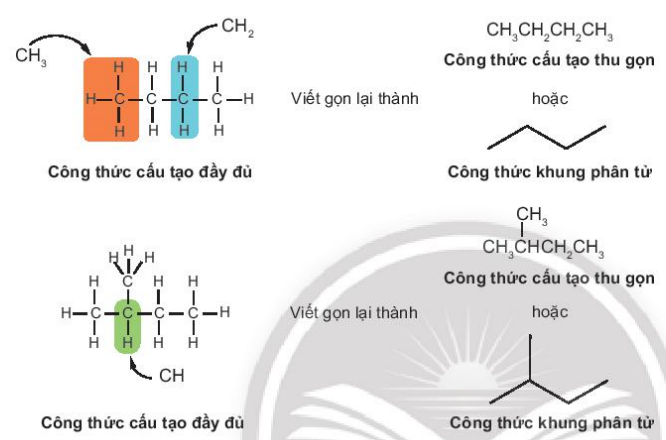 CH₃
CH₂
H H H H
H—C—C—C—C—H
H H H H
Công thức cấu tạo đầy đủ
Viết gọn lại thành
CH₃CH₂CH₂CH₃
Công thức cấu tạo thu gọn
hoặc
Công thức khung phân tử
H H H
C
H H H
H—C—C—C—C—H
H H H H
CH
Công thức cấu tạo đầy đủ
Viết gọn lại thành
CH₃
CH₃CHCH₂CH₃
Công thức cấu tạo thu gọn
hoặc
Công thức khung phân tử